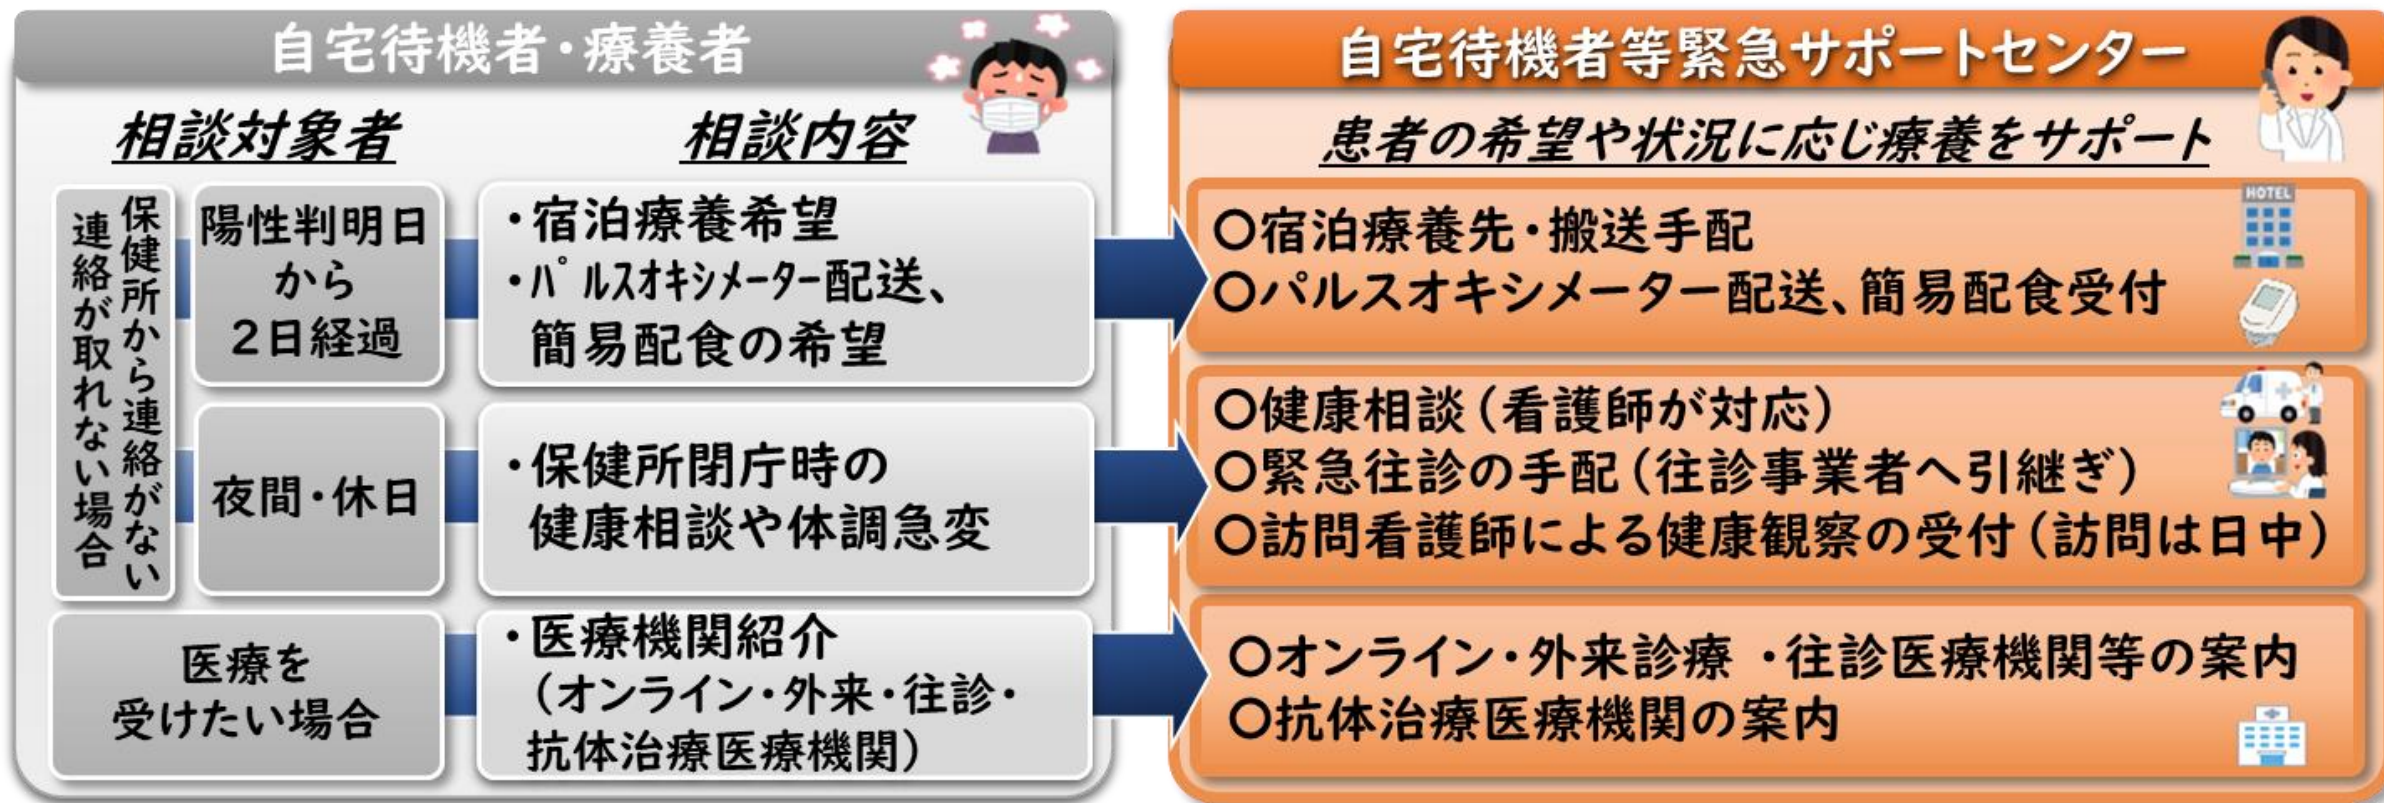 自宅待機者・療養者
相談対象者
相談内容
保健所から連絡がない
連絡が取れない場合
陽性判明日
から
2日経過
・宿泊療養希望
・パルスオキシメーター配送、
簡易配食の希望
夜間・休日
・保健所閉庁時の
健康相談や体調急変
医療を
受けたい場合
・医療機関紹介
(オンライン・外来・往診・
抗体治療医療機関)
自宅待機者等緊急サポートセンター
患者の希望や状況に応じ療養をサポート
〇宿泊療養先・搬送手配
〇パルスオキシメーター配送、簡易配食受付
HOTEL
〇健康相談(看護師が対応)
〇緊急往診の手配(往診事業者へ引継ぎ)
〇訪問看護師による健康観察の受付(訪問は日中)
〇オンライン・外来診療 ・往診医療機関等の案内
〇抗体治療医療機関の案内